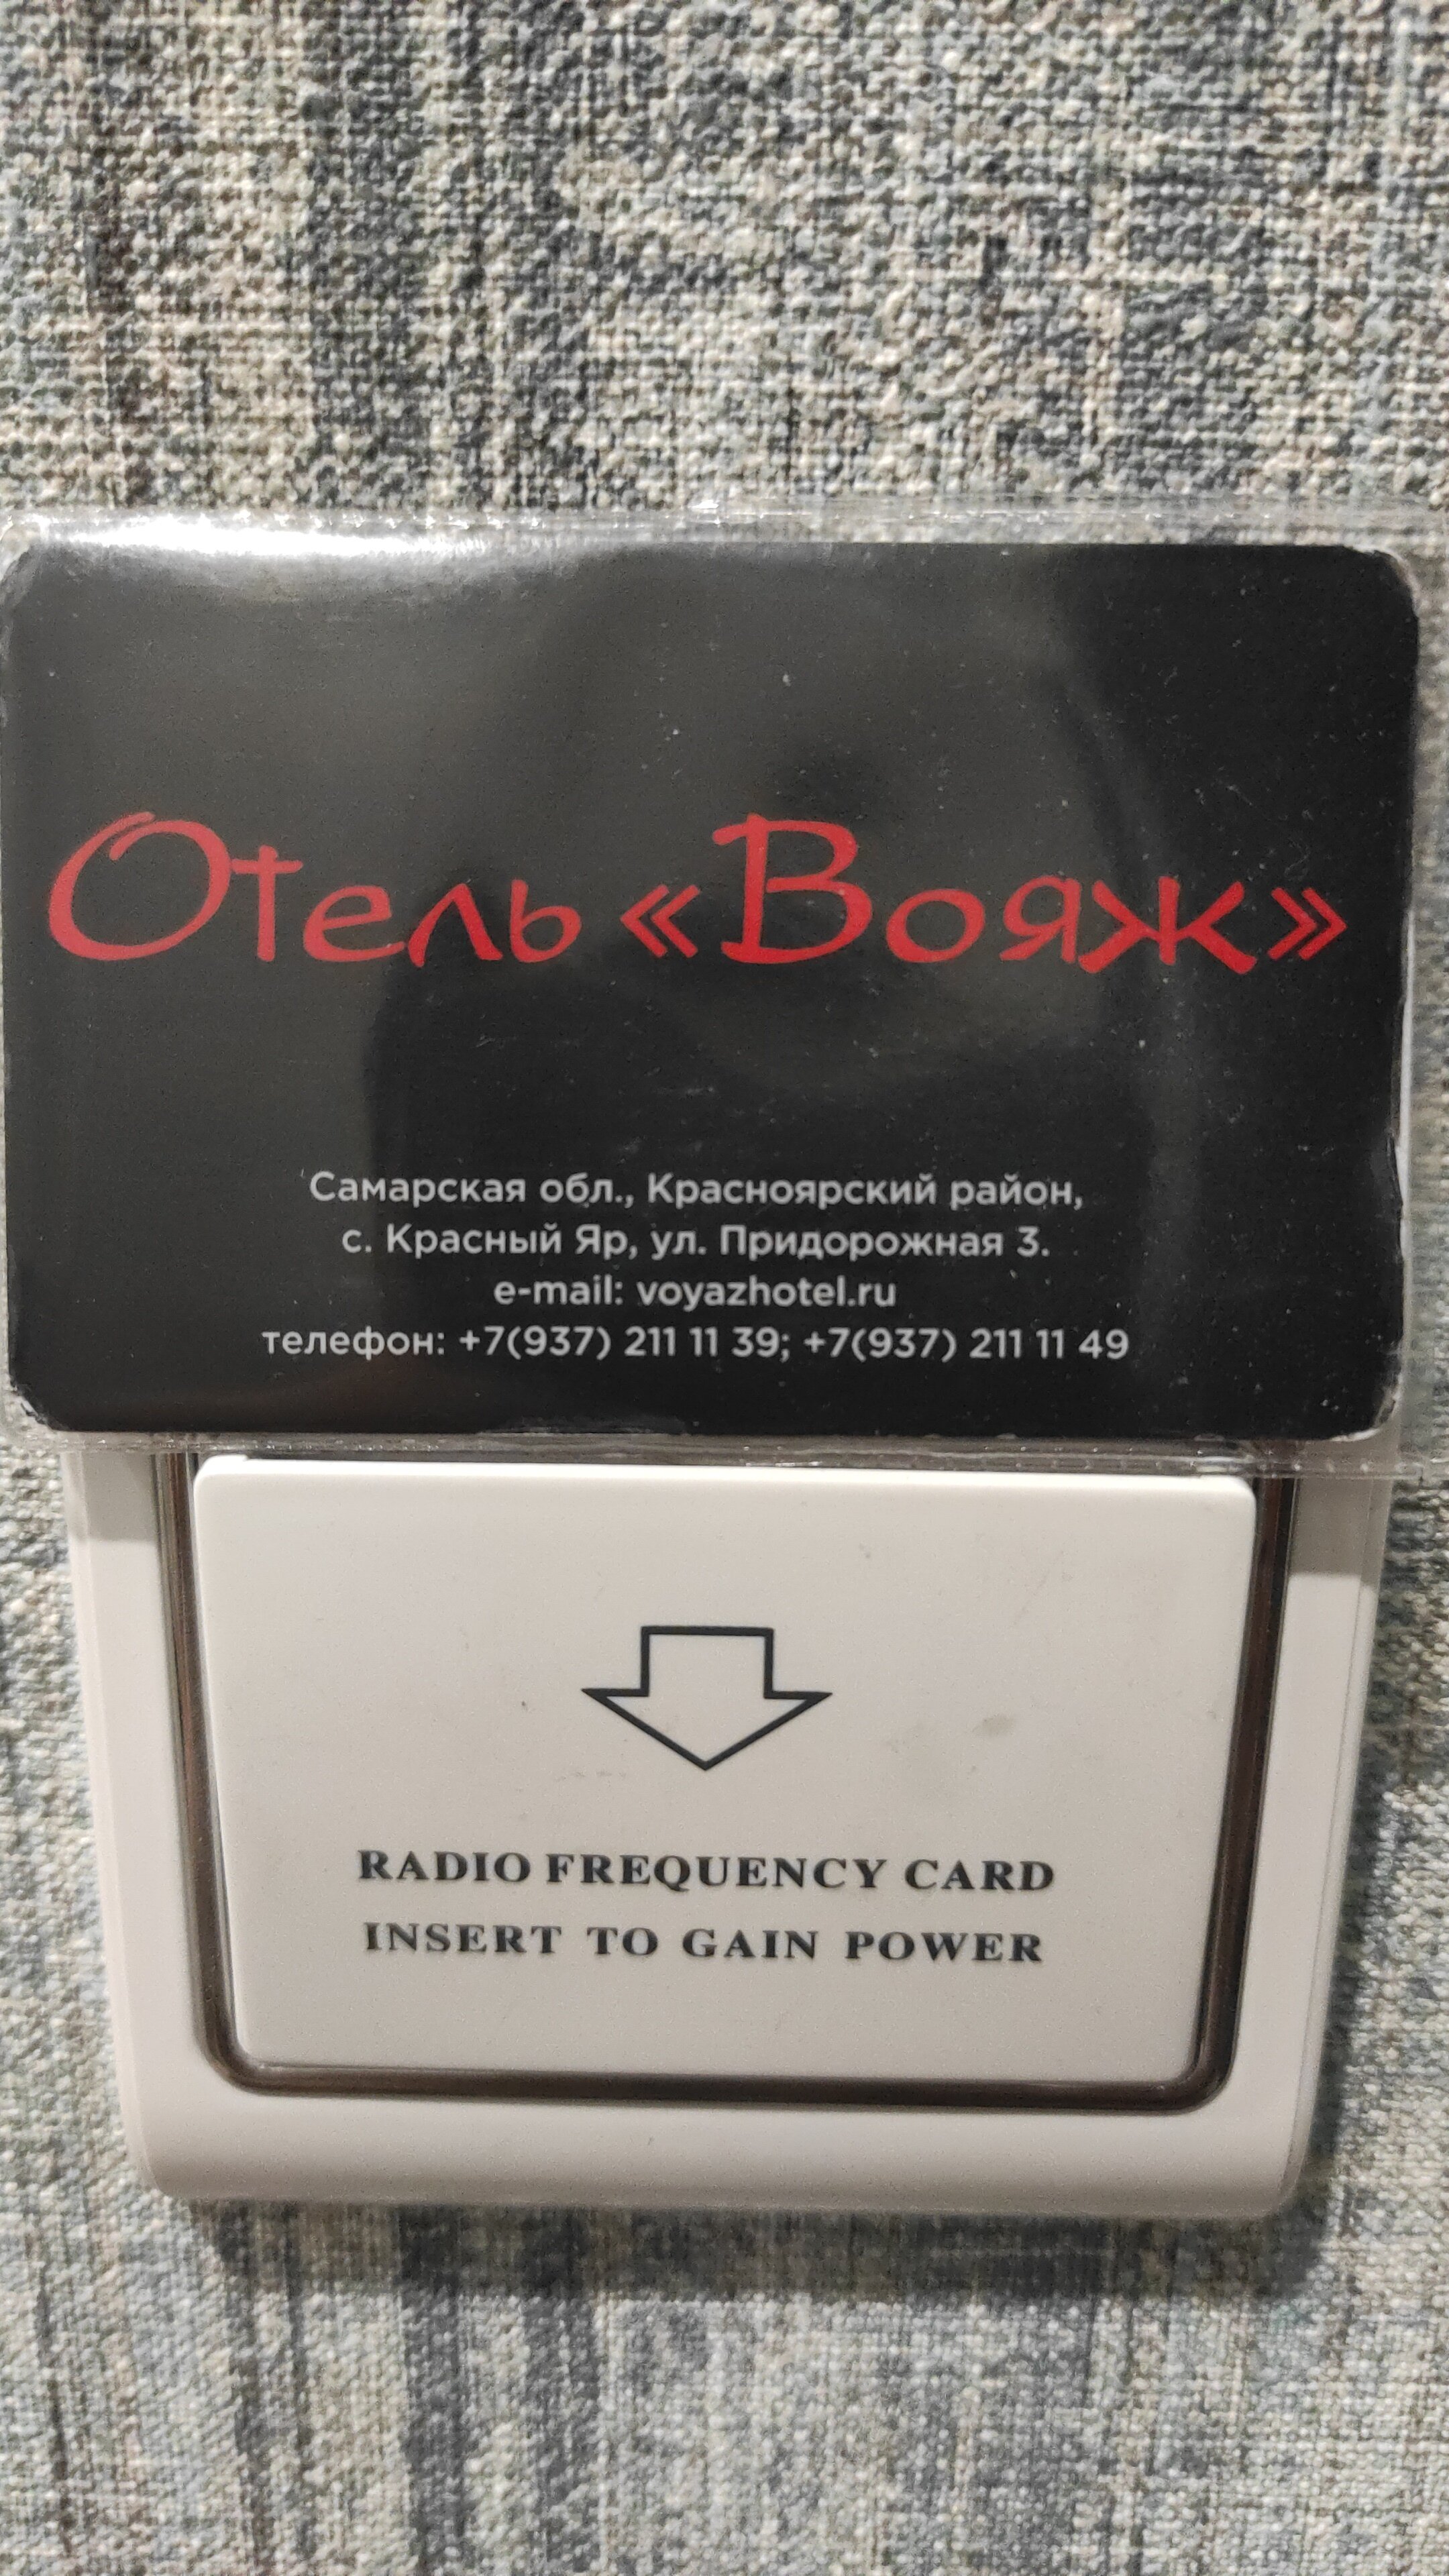 Отель «Вояж»
Самарская обл., Красноярский район,
с. Красный Яр, ул. Придорожная 3.
e-mail: voyazhotel.ru
телефон: +7(937) 211 11 39; +7(937) 211 11 49
RADIO FREQUENCY CARD
INSERT TO GAIN POWER